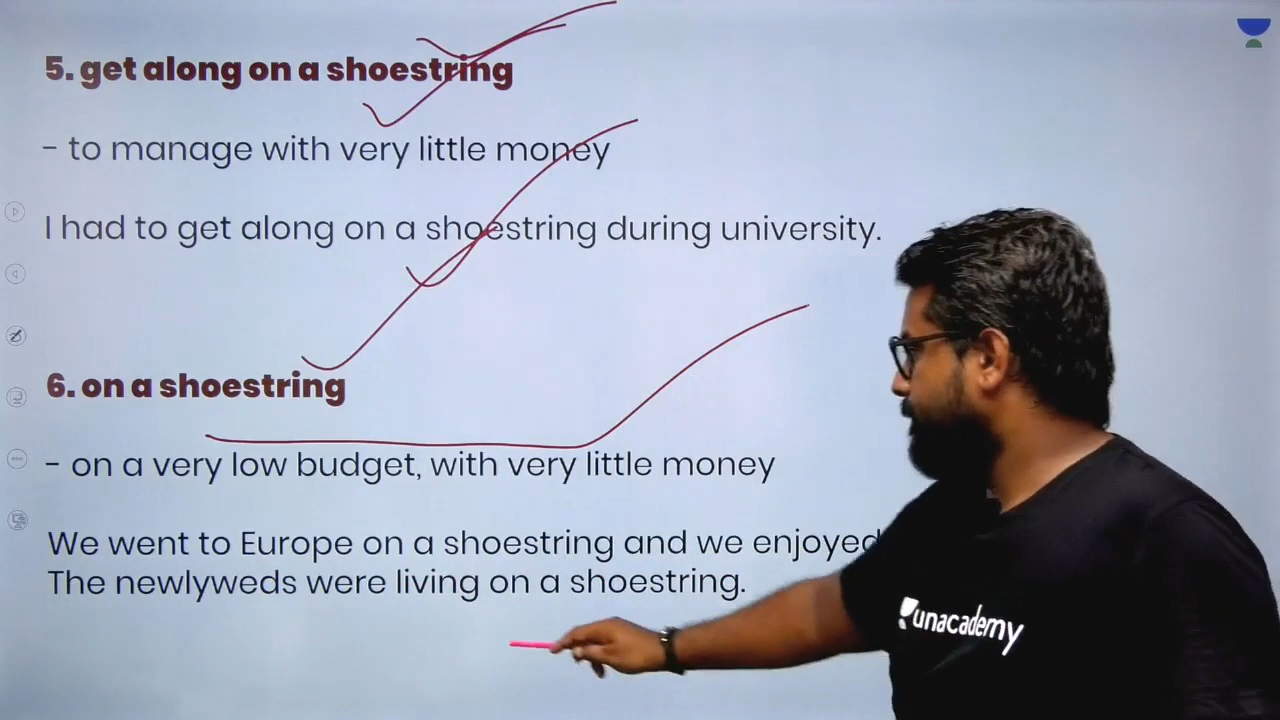 5. get along on a shoestring
- to manage with very little money
I had to get along on a shoestring during university.
6. on a shoestring
- on a very low budget, with very little money
We went to Europe on a shoestring and we enjoyed
The newlyweds were living on a shoestring.
unacademy